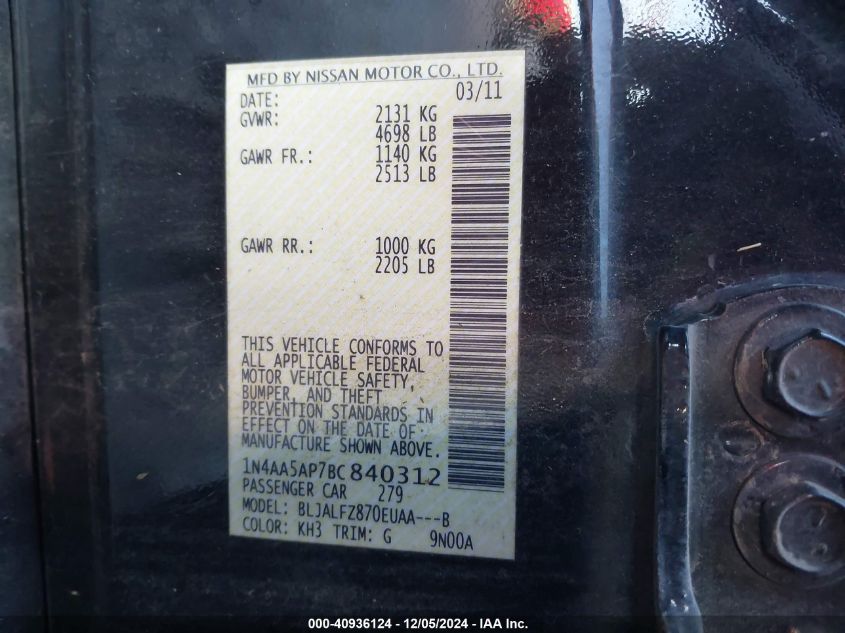 MFD BY NISSAN MOTOR CO., LTD.
DATE: 03/11
GVWR: 2131 KG
4698 LB
GAWR FR.: 1140 KG
2513 LB
GAWR RR.: 1000 KG
2205 LB
THIS VEHICLE CONFORMS TO
ALL APPLICABLE FEDERAL
MOTOR VEHICLE SAFETY,
BUMPER, AND THEFT
PREVENTION STANDARDS IN
EFFECT ON THE DATE OF
MANUFACTURE SHOWN ABOVE.
1N4AA5AP7BC840312
PASSENGER CAR 279
MODEL: BLJALFZ870EUAA---B
COLOR: KH3 TRIM: G 9N00A
000-40936124 - 12/05/2024 - IAA Inc.